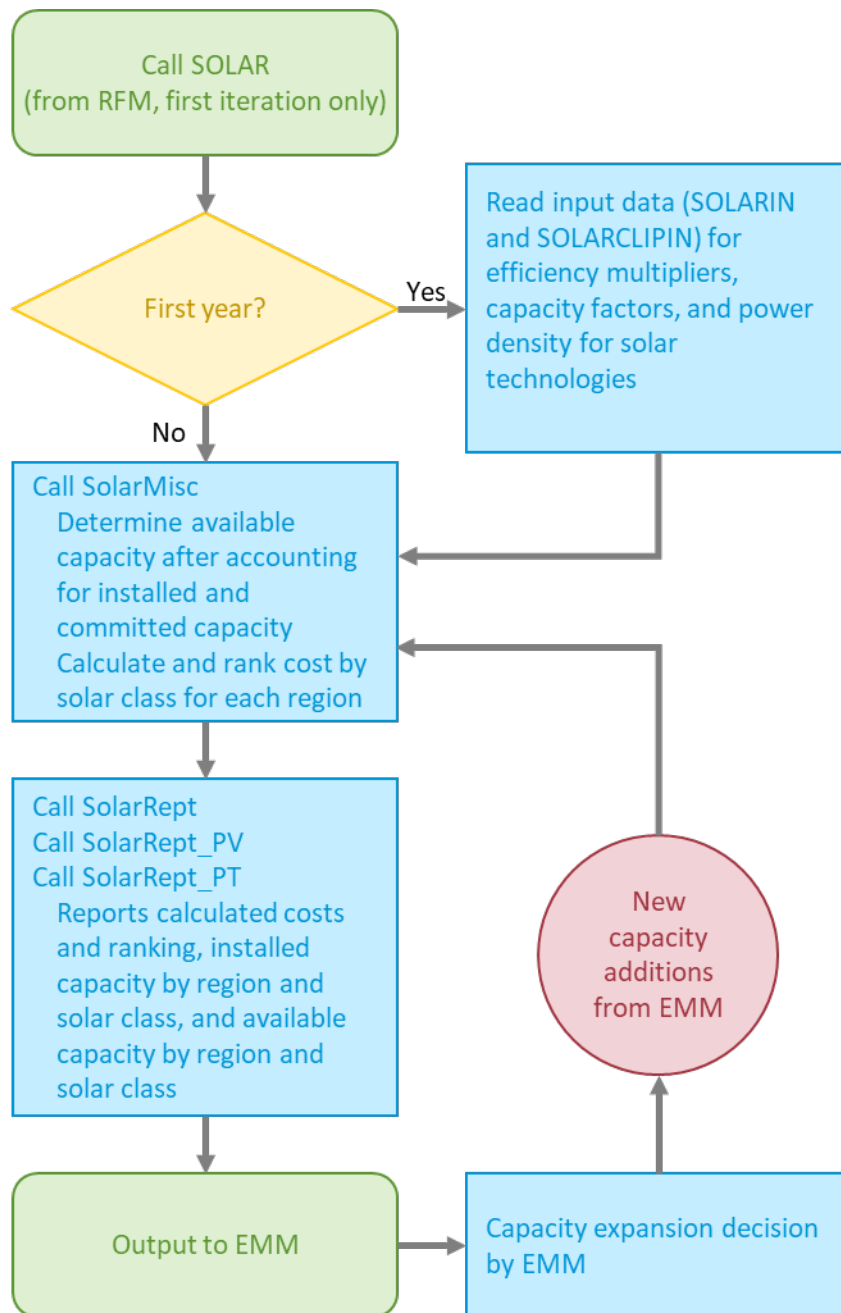 Call SOLAR
(from RFM, first iteration only)
First year?
Yes
Read input data (SOLARIN
and SOLARCLIPIN) for
efficiency multipliers,
capacity factors, and power
density for solar
technologies
No
Call SolarMisc
Determine available
capacity after accounting
for installed and
committed capacity
Calculate and rank cost by
solar class for each region
Call SolarRept
Call SolarRept_PV
Call SolarRept_PT
Reports calculated costs
and ranking, installed
capacity by region and
solar class, and available
capacity by region and
solar class
New
capacity
additions
from EMM
Output to EMM
Capacity expansion decision
by EMM